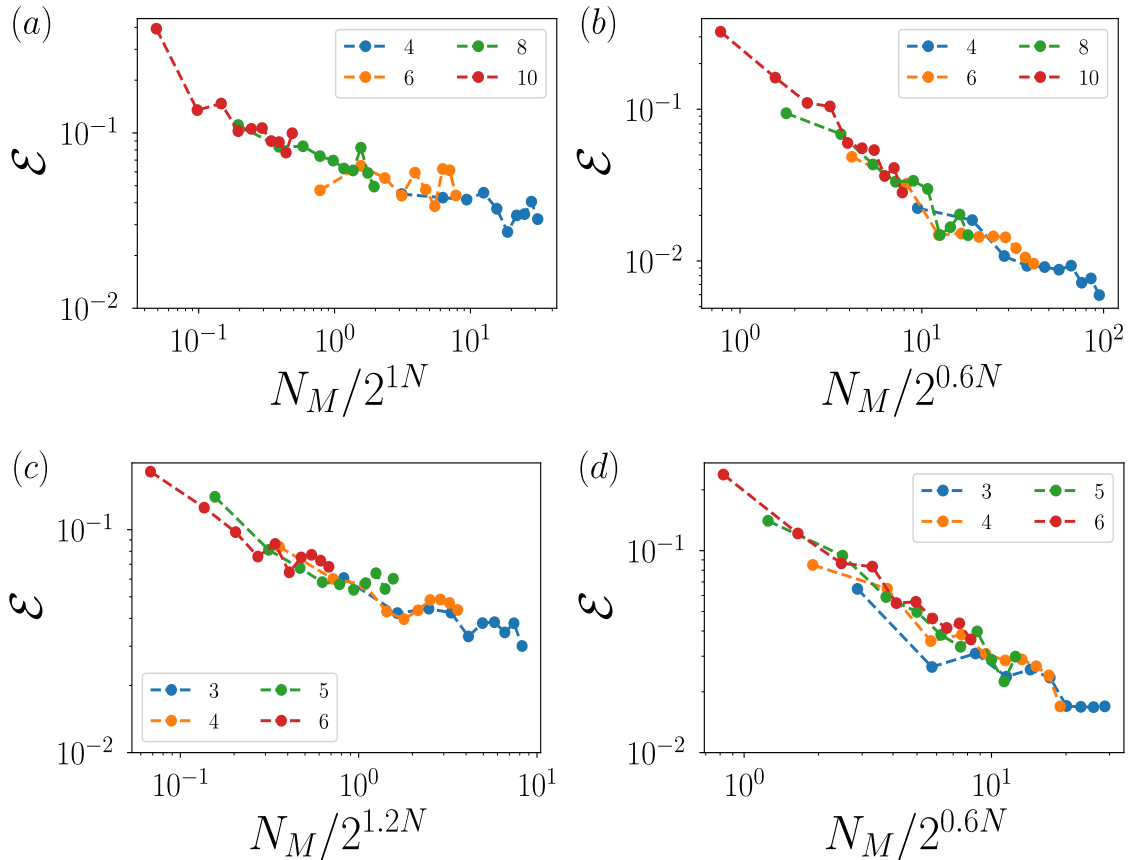 (a)
10^{-1}
10^{-2}
ℰ
4 8
6 10
10^{-1} 10^{0} 10^{1}
N_M/2^{1N}
(b)
10^{-1}
10^{-2}
ℰ
4 8
6 10
10^{0} 10^{1} 10^{2}
N_M/2^{0.6N}
(c)
10^{-1}
10^{-2}
ℰ
3 5
4 6
10^{-1} 10^{0} 10^{1}
N_M/2^{1.2N}
(d)
10^{-1}
10^{-2}
ℰ
3 5
4 6
10^{0} 10^{1}
N_M/2^{0.6N}